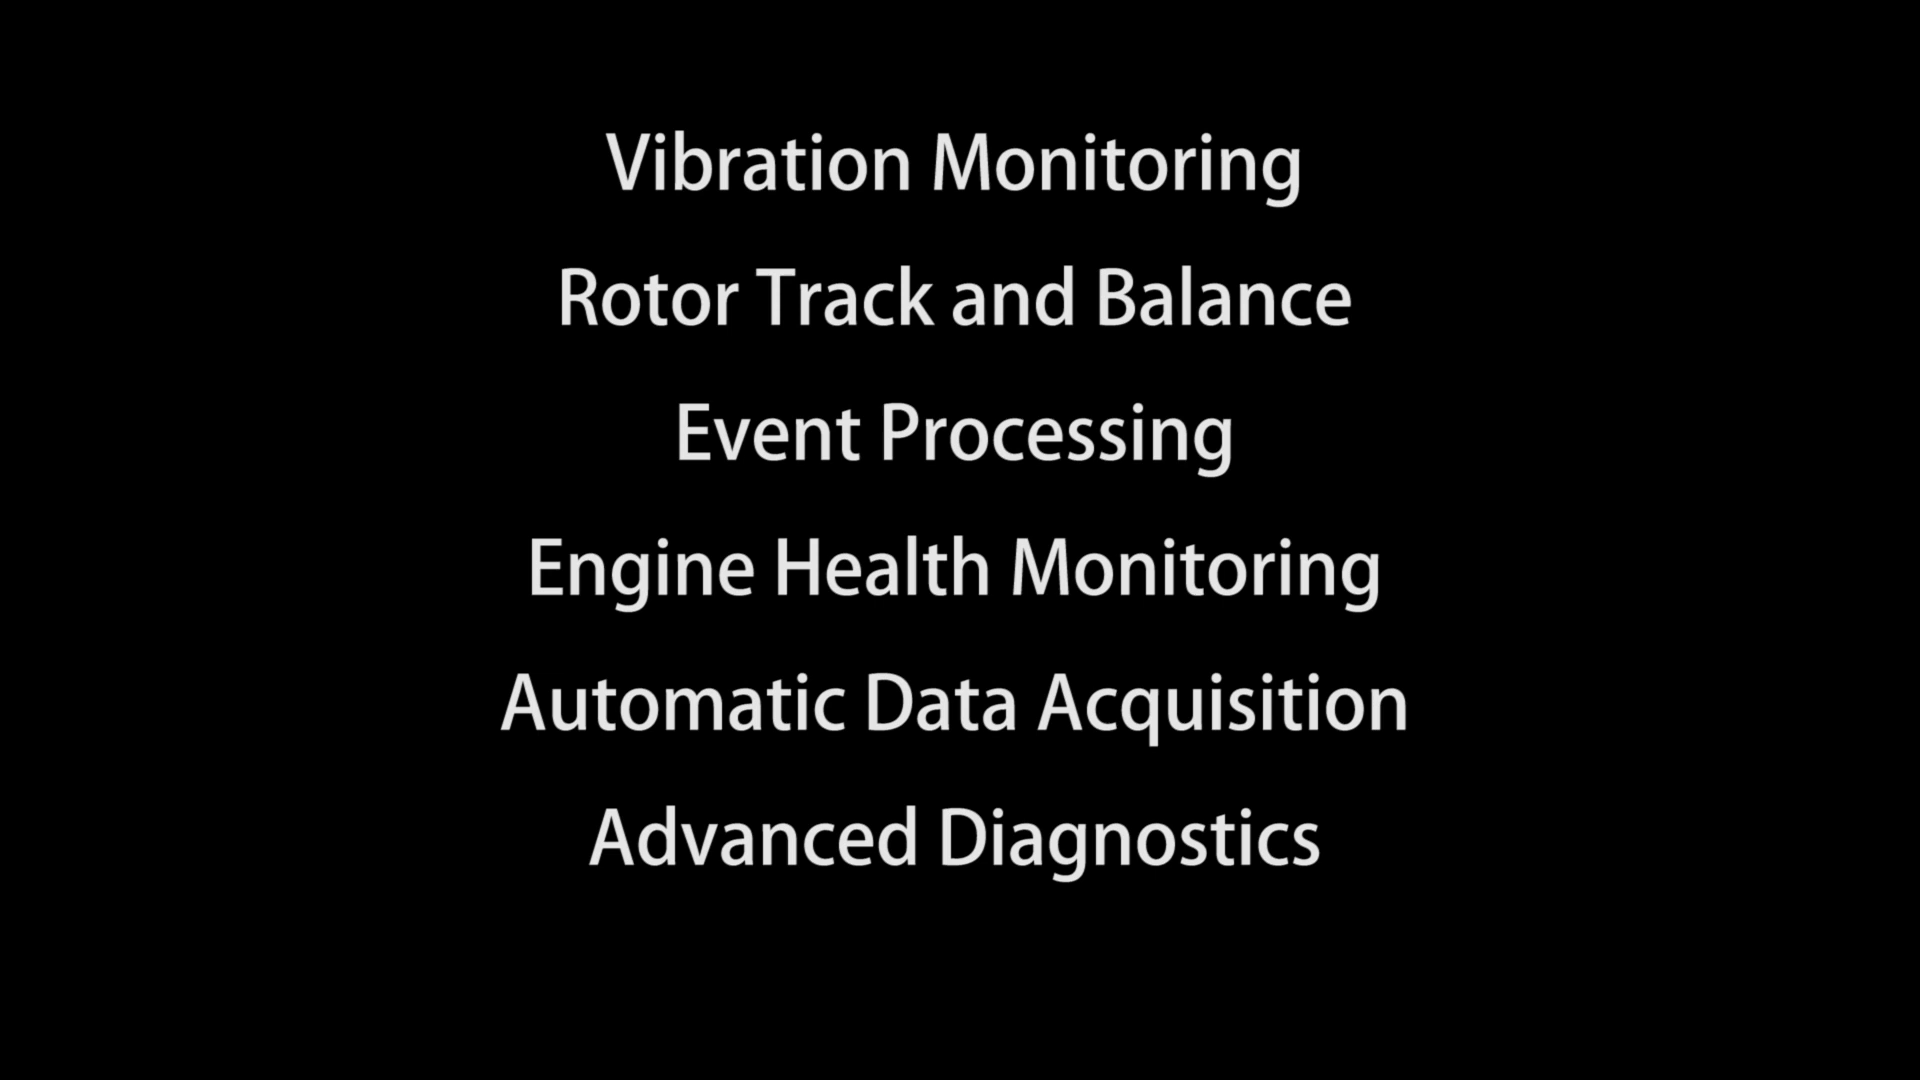 Vibration Monitoring
Rotor Track and Balance
Event Processing
Engine Health Monitoring
Automatic Data Acquisition
Advanced Diagnostics